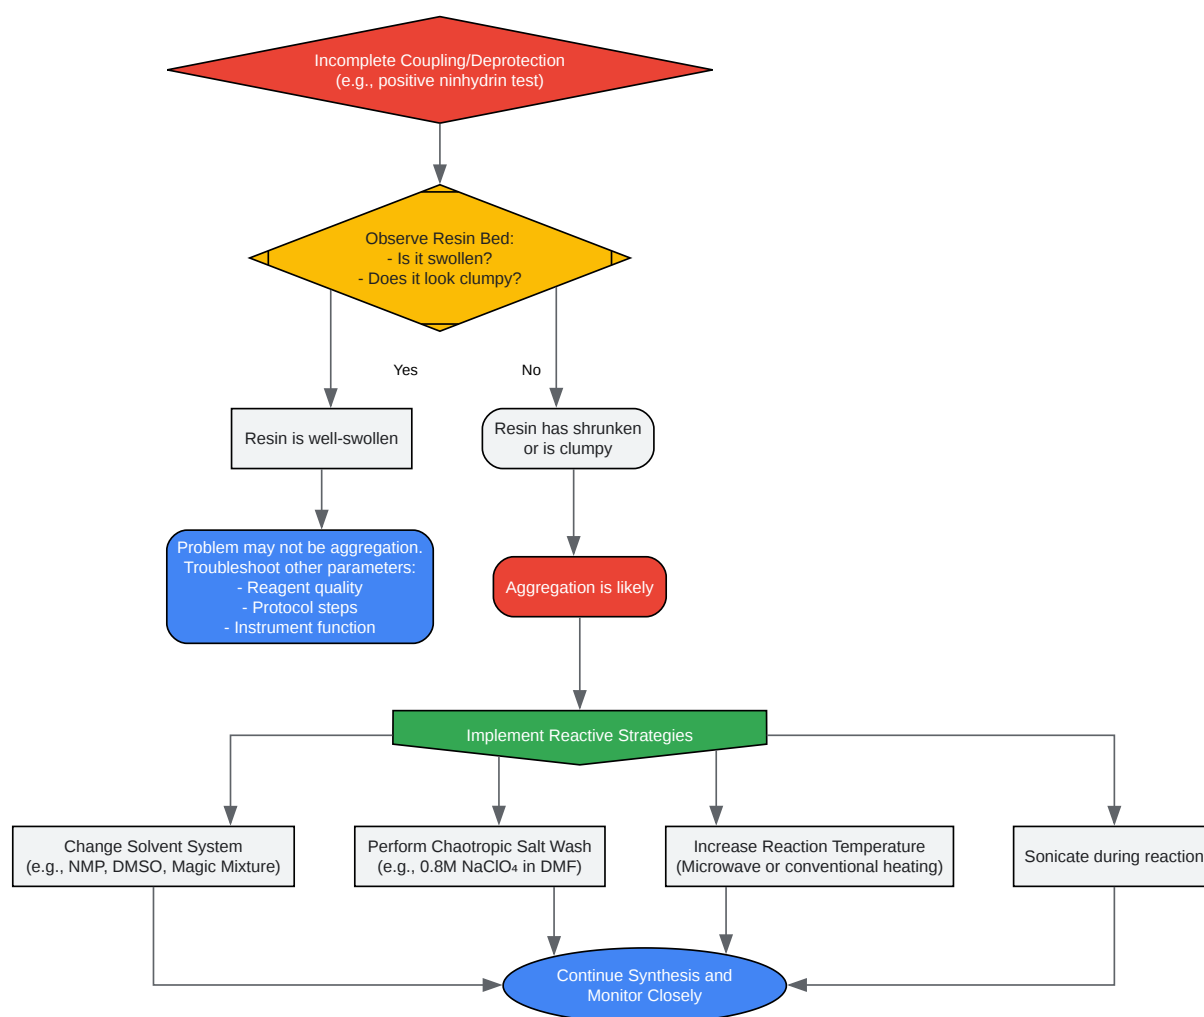 Incomplete Coupling/Deprotection
(e.g., positive ninhydrin test)
Observe Resin Bed:
- Is it swollen?
- Does it look clumpy?
Yes
No
Resin is well-swollen
Resin has shrunken
or is clumpy
Problem may not be aggregation.
Troubleshoot other parameters:
- Reagent quality
- Protocol steps
- Instrument function
Aggregation is likely
Implement Reactive Strategies
Change Solvent System
(e.g., NMP, DMSO, Magic Mixture)
Perform Chaotropic Salt Wash
(e.g., 0.8M NaClO₄ in DMF)
Increase Reaction Temperature
(Microwave or conventional heating)
Sonicate during reaction
Continue Synthesis and
Monitor Closely